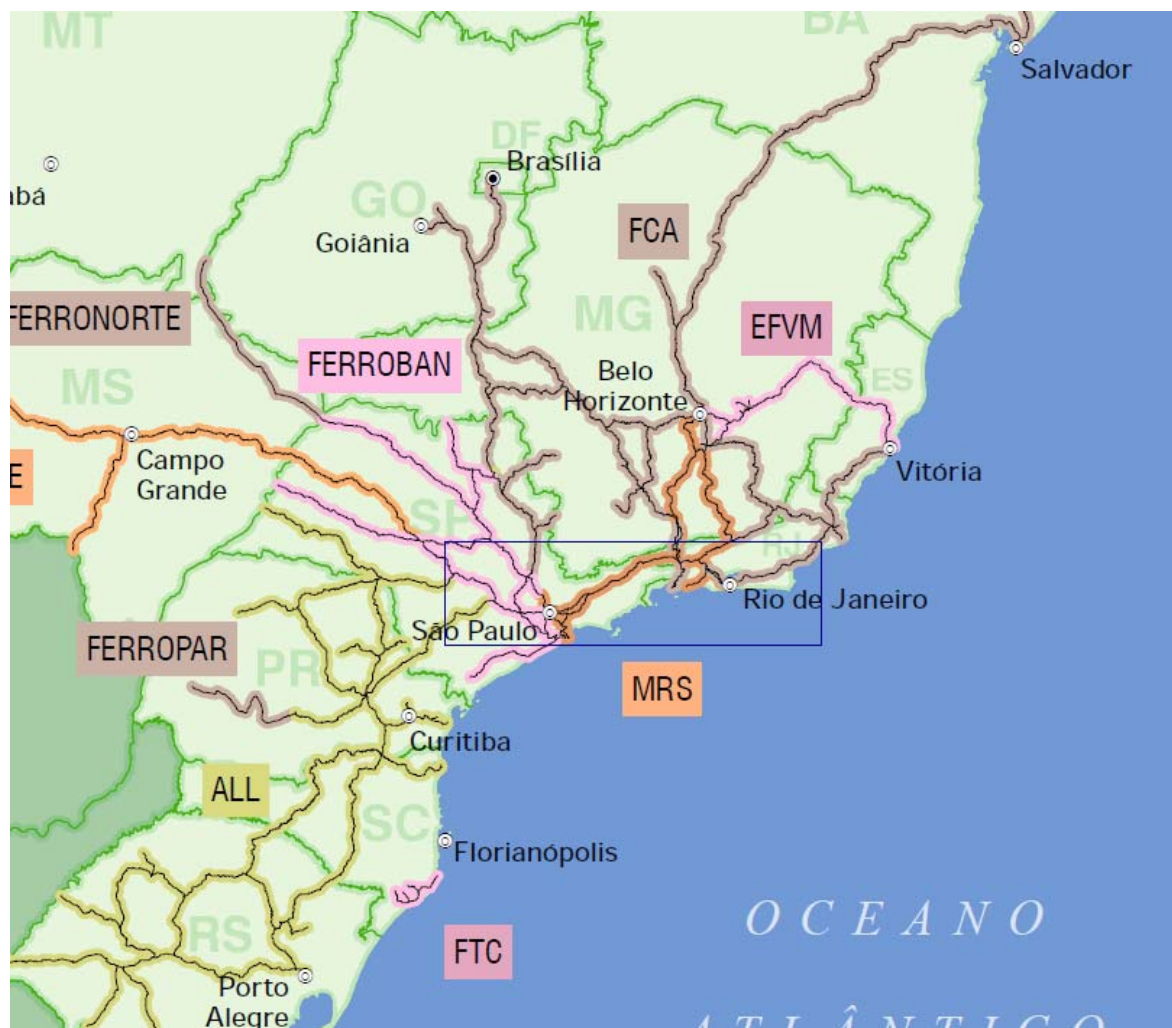 MT
BA
Salvador
DF
Brasília
abá
GO
Goiânia
FCA
FERRONORTE
MG
EFVM
FERROBAN
MS
Belo
Horizonte
ES
Campo
Grande
Vitória
E
SP
RJ
Rio de Janeiro
São Paulo
FERROPAR
PR
MRS
Curitiba
ALL
SC
Florianópolis
OCEANO
RS
FTC
Porto
Alegre
ATLÂNTICO